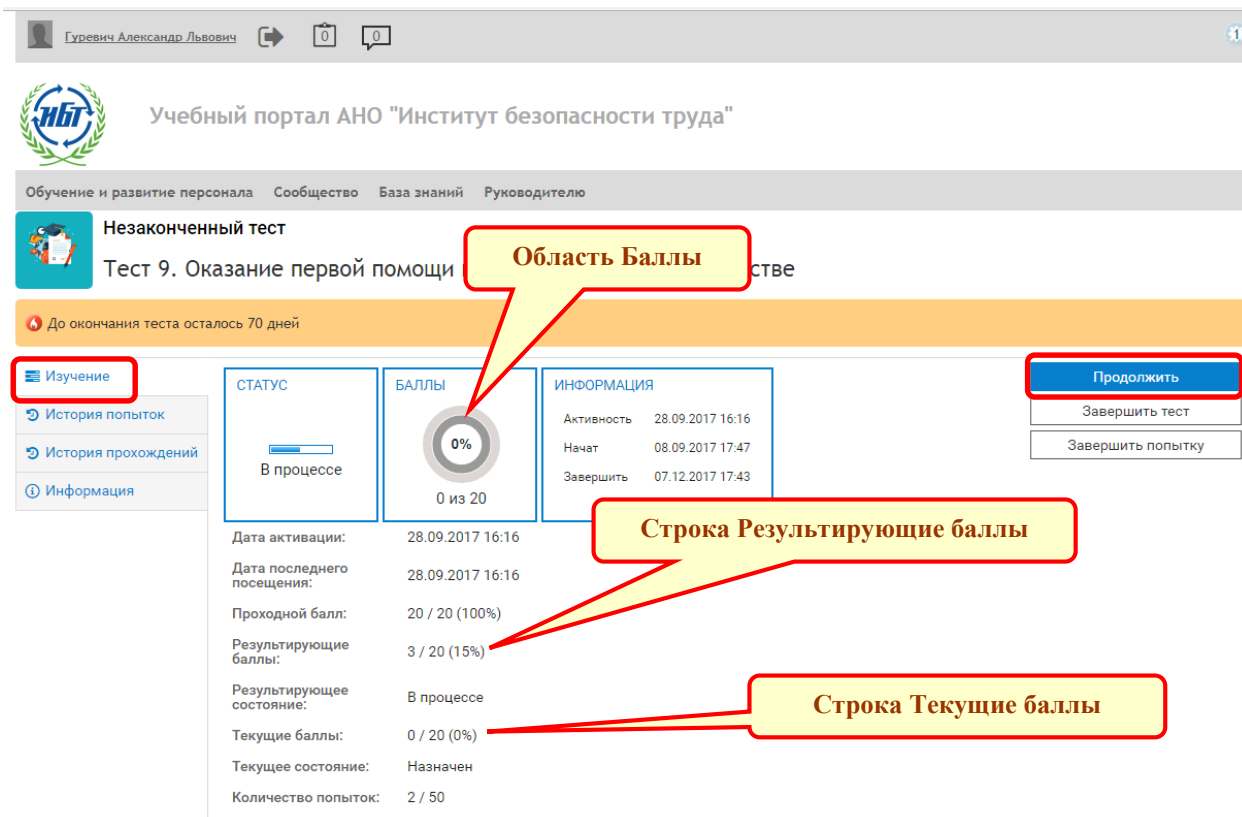 Гуревич Александр Львович 0 0 1
ИБТ
Учебный портал АНО "Институт безопасности труда"
Обучение и развитие персонала Сообщество База знаний Руководителю
Незаконченный тест
Тест 9. Оказание первой помощи
стве
Область Баллы
До окончания теста осталось 70 дней
Изучение
История попыток
История прохождений
Информация
СТАТУС
В процессе
БАЛЛЫ
0%
0 из 20
ИНФОРМАЦИЯ
Активность 28.09.2017 16:16
Начат 08.09.2017 17:47
Завершить 07.12.2017 17:43
Продолжить
Завершить тест
Завершить попытку
Строка Результирующие баллы
Дата активации: 28.09.2017 16:16
Дата последнего
посещения: 28.09.2017 16:16
Проходной балл: 20 / 20 (100%)
Результирующие
баллы: 3 / 20 (15%)
Результирующее
состояние: В процессе
Строка Текущие баллы
Текущие баллы: 0 / 20 (0%)
Текущее состояние: Назначен
Количество попыток: 2 / 50